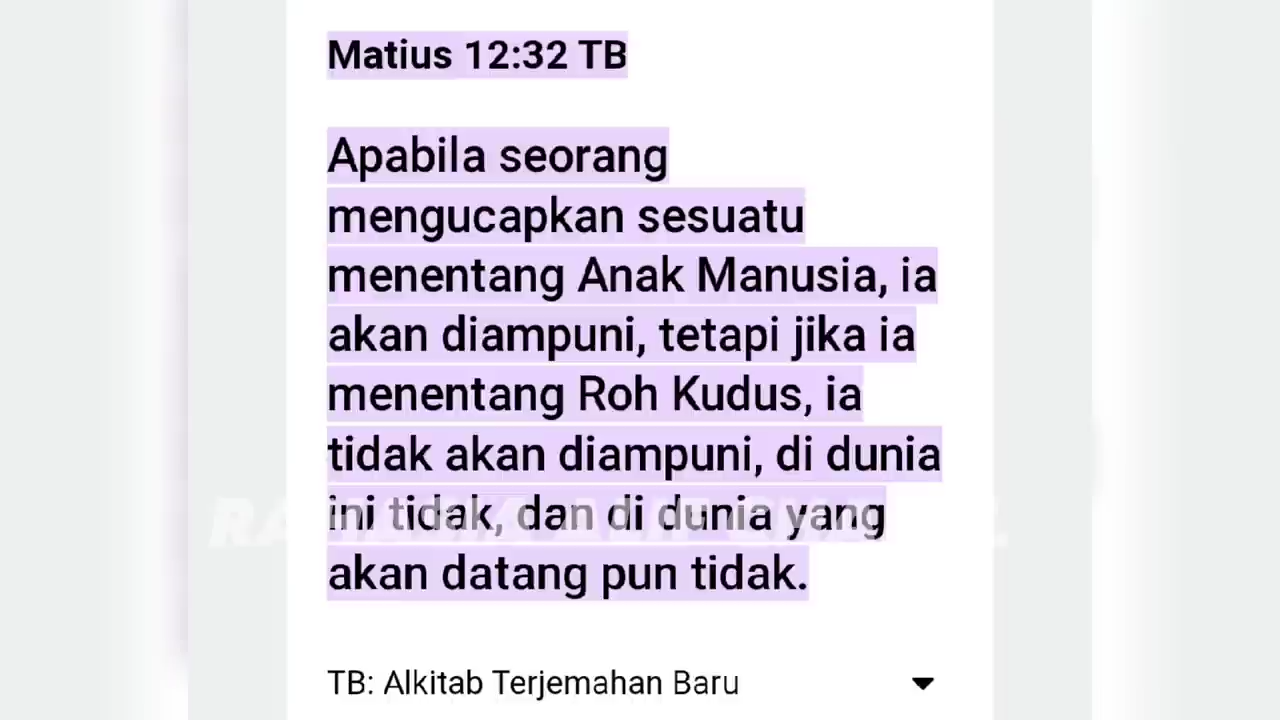 Matius 12:32 TB
Apabila seorang
mengucapkan sesuatu
menentang Anak Manusia, ia
akan diampuni, tetapi jika ia
menentang Roh Kudus, ia
tidak akan diampuni, di dunia
ini tidak, dan di dunia yang
akan datang pun tidak.
TB: Alkitab Terjemahan Baru